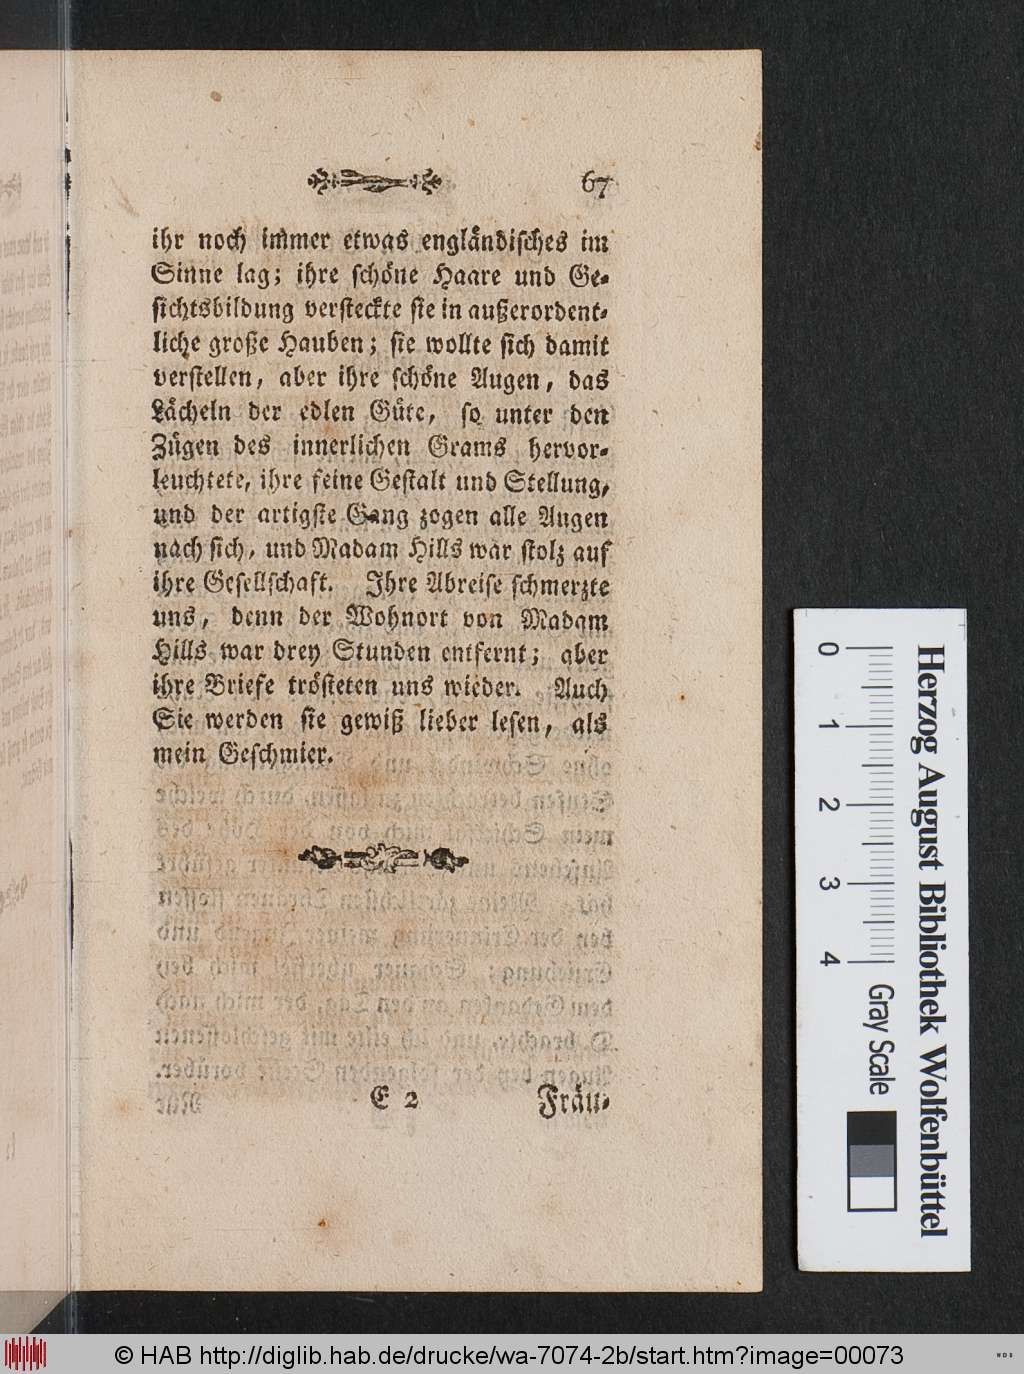 67
ihr noch immer etwas engländisches im
Sinne lag; ihre schöne Haare und Ge-
sichtsbildung versteckte sie in außerordent-
liche große Hauben; sie wollte sich damit
verstellen, aber ihre schöne Augen, das
Lächeln der edlen Güte, so unter den
Zügen des innerlichen Grams hervor-
leuchtete, ihre feine Gestalt und Stellung,
und der artigste Gang zogen alle Augen
nach sich, und Madam Hills war stolz auf
ihre Gesellschaft. Ihre Abreise schmerzte
uns, denn der Wohnort von Madam
Hills war drey Stunden entfernt; aber
ihre Briefe trösteten uns wieder. Auch
Sie werden sie gewiß lieber lesen, als
mein Geschmier.
E 2 Fräu-
0 1 2 3 4 Gray Scale
Herzog August Bibliothek Wolfenbüttel
© HAB http://diglib.hab.de/drucke/wa-7074-2b/start.htm?image=00073
WDB